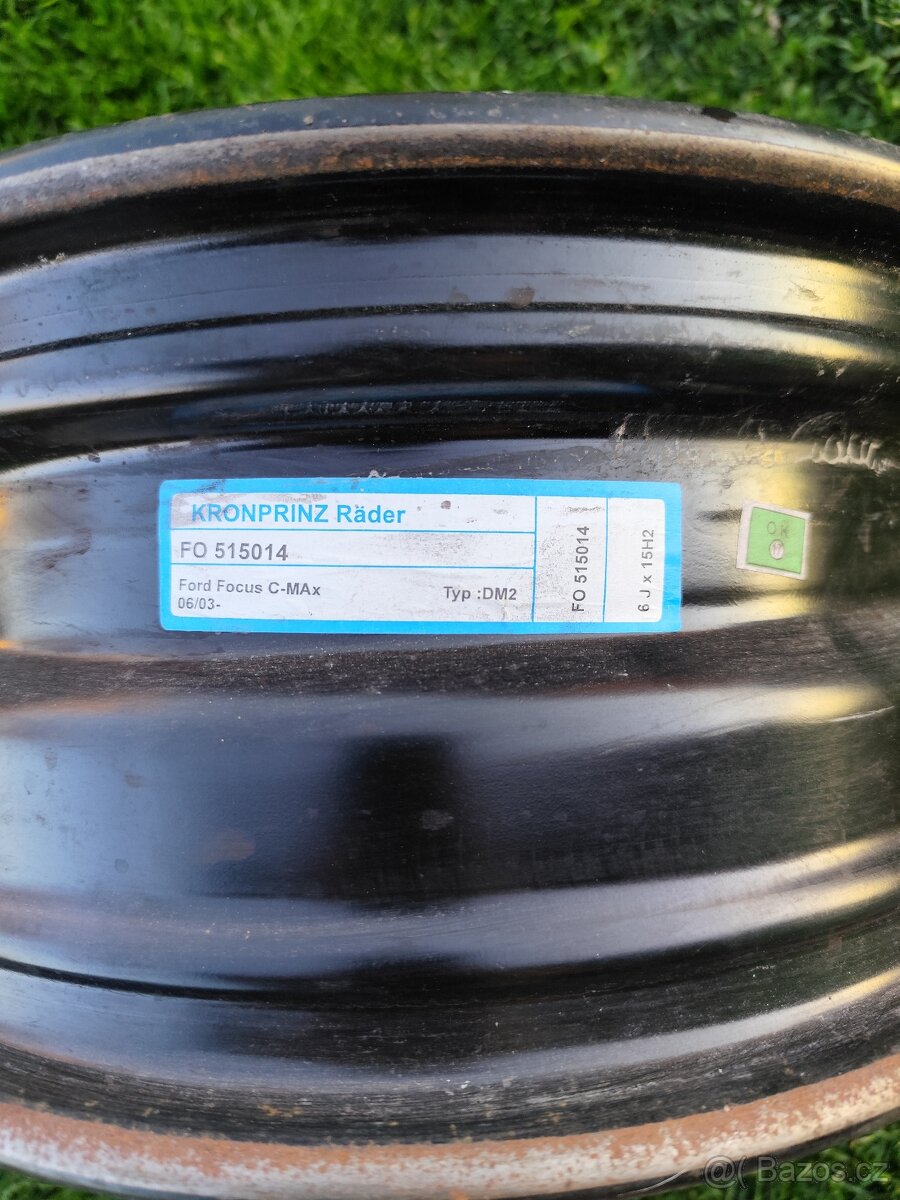 KRONPRINZ Räder
FO 515014
Ford Focus C-MAx
06/03-
Typ :DM2
FO 515014
6 J x 15H2
OK
Bazos.cz